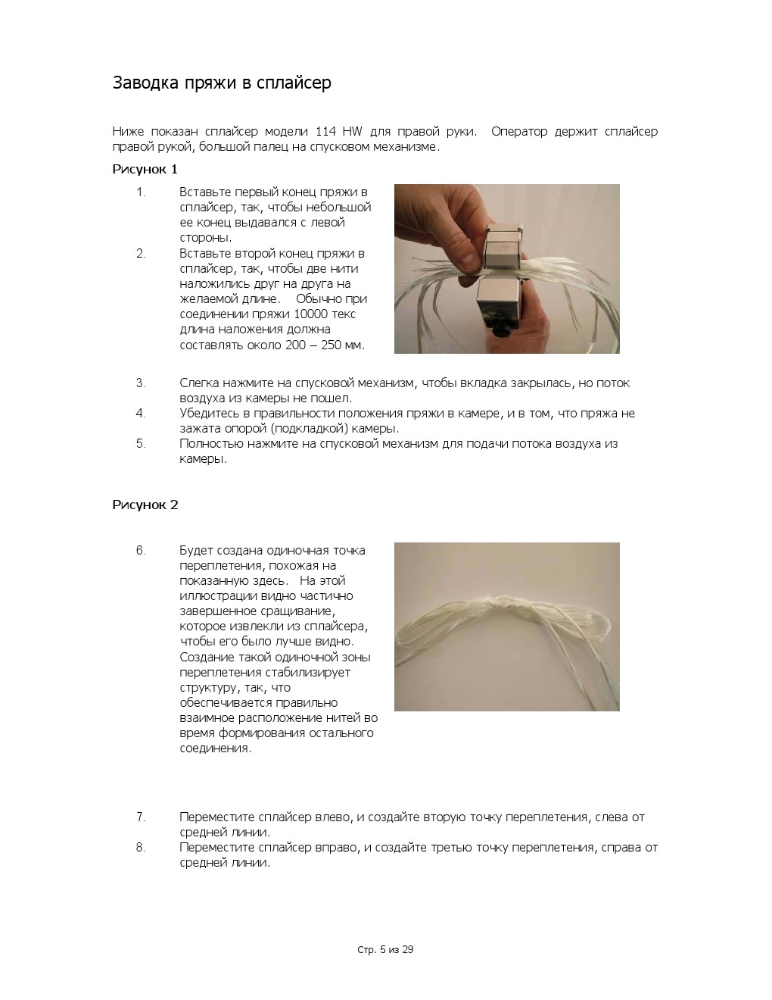 Заводка пряжи в сплайсер
Ниже показан сплайсер модели 114 HW для правой руки. Оператор держит сплайсер
правой рукой, большой палец на спусковом механизме.
Рисунок 1
1. Вставьте первый конец пряжи в
сплайсер, так, чтобы небольшой
ее конец выдавался с левой
стороны.
2. Вставьте второй конец пряжи в
сплайсер, так, чтобы две нити
наложились друг на друга на
желаемой длине. Обычно при
соединении пряжи 10000 текс
длина наложения должна
составлять около 200 – 250 мм.
3. Слегка нажмите на спусковой механизм, чтобы вкладка закрылась, но поток
воздуха из камеры не пошел.
4. Убедитесь в правильности положения пряжи в камере, и в том, что пряжа не
зажата опорой (подкладкой) камеры.
5. Полностью нажмите на спусковой механизм для подачи потока воздуха из
камеры.
Рисунок 2
6. Будет создана одиночная точка
переплетения, похожая на
показанную здесь. На этой
иллюстрации видно частично
завершенное сращивание,
которое извлекли из сплайсера,
чтобы его было лучше видно.
Создание такой одиночной зоны
переплетения стабилизирует
структуру, так, что
обеспечивается правильно
взаимное расположение нитей во
время формирования остального
соединения.
7. Переместите сплайсер влево, и создайте вторую точку переплетения, слева от
средней линии.
8. Переместите сплайсер вправо, и создайте третью точку переплетения, справа от
средней линии.
Стр. 5 из 29